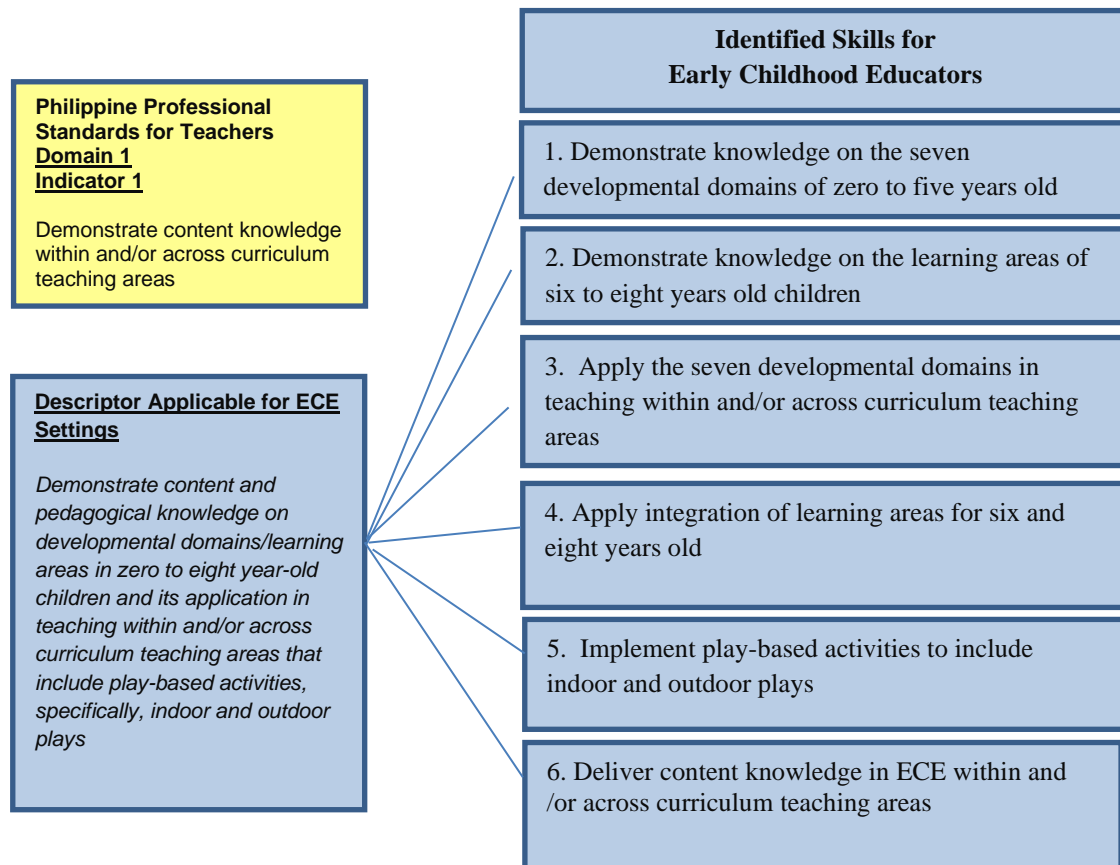 Philippine Professional
Standards for Teachers
Domain 1
Indicator 1
Demonstrate content knowledge
within and/or across curriculum
teaching areas
Descriptor Applicable for ECE
Settings
Demonstrate content and
pedagogical knowledge on
developmental domains/learning
areas in zero to eight year-old
children and its application in
teaching within and/or across
curriculum teaching areas that
include play-based activities,
specifically, indoor and outdoor
plays
Identified Skills for
Early Childhood Educators
1. Demonstrate knowledge on the seven
developmental domains of zero to five years old
2. Demonstrate knowledge on the learning areas of
six to eight years old children
3. Apply the seven developmental domains in
teaching within and/or across curriculum teaching
areas
4. Apply integration of learning areas for six and
eight years old
5. Implement play-based activities to include
indoor and outdoor plays
6. Deliver content knowledge in ECE within and
/or across curriculum teaching areas